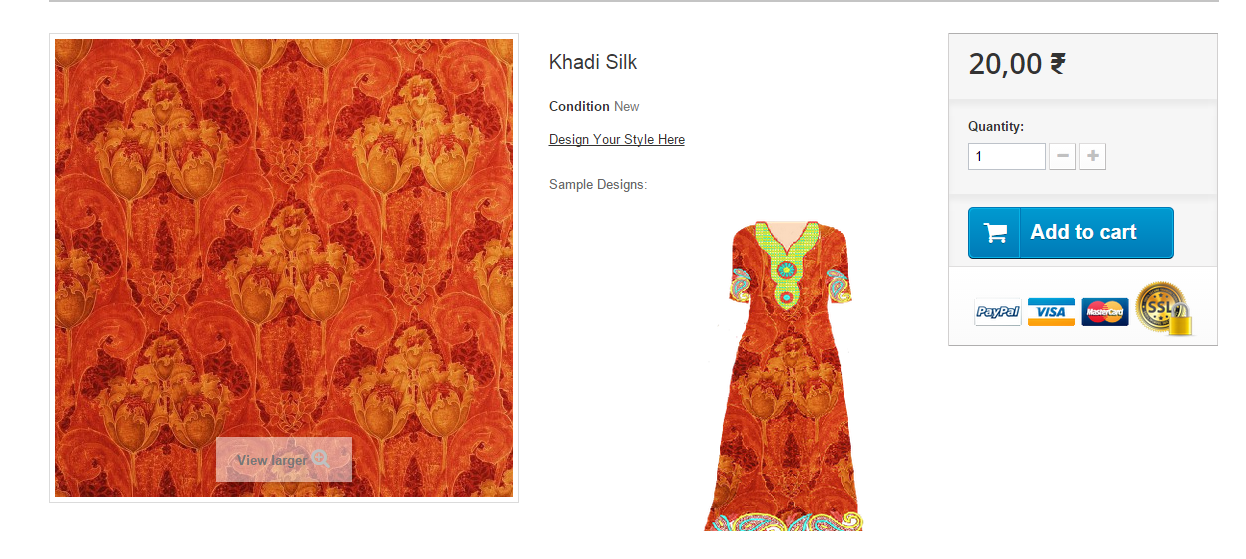 Khadi Silk
Condition New
Design Your Style Here
Sample Designs:
View larger
20,00 ₹
Quantity:
1
Add to cart
PayPal
VISA
MasterCard
SSL